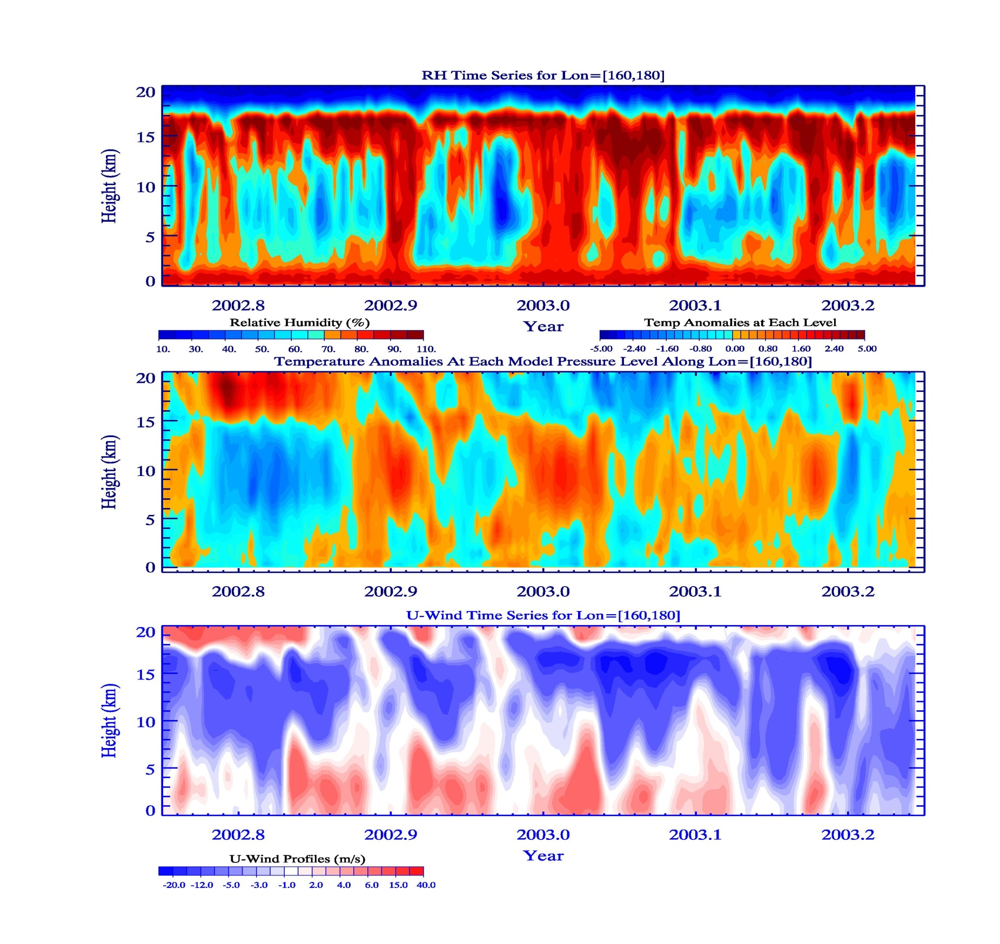 RH Time Series for Lon=[160,180]
20
15
10
5
0
Height (km)
2002.8 2002.9 2003.0 2003.1 2003.2
Year
Relative Humidity (%)
10. 30. 40. 50. 60. 70. 80. 90. 110.
Temp Anomalies at Each Level
-5.00 -2.40 -1.60 -0.80 0.00 0.80 1.60 2.40 5.00
Temperature Anomalies At Each Model Pressure Level Along Lon=[160,180]
20
15
10
5
0
Height (km)
2002.8 2002.9 2003.0 2003.1 2003.2
U-Wind Time Series for Lon=[160,180]
20
15
10
5
0
Height (km)
2002.8 2002.9 2003.0 2003.1 2003.2
Year
U-Wind Profiles (m/s)
-20.0 -12.0 -5.0 -3.0 -1.0 2.0 4.0 6.0 15.0 40.0